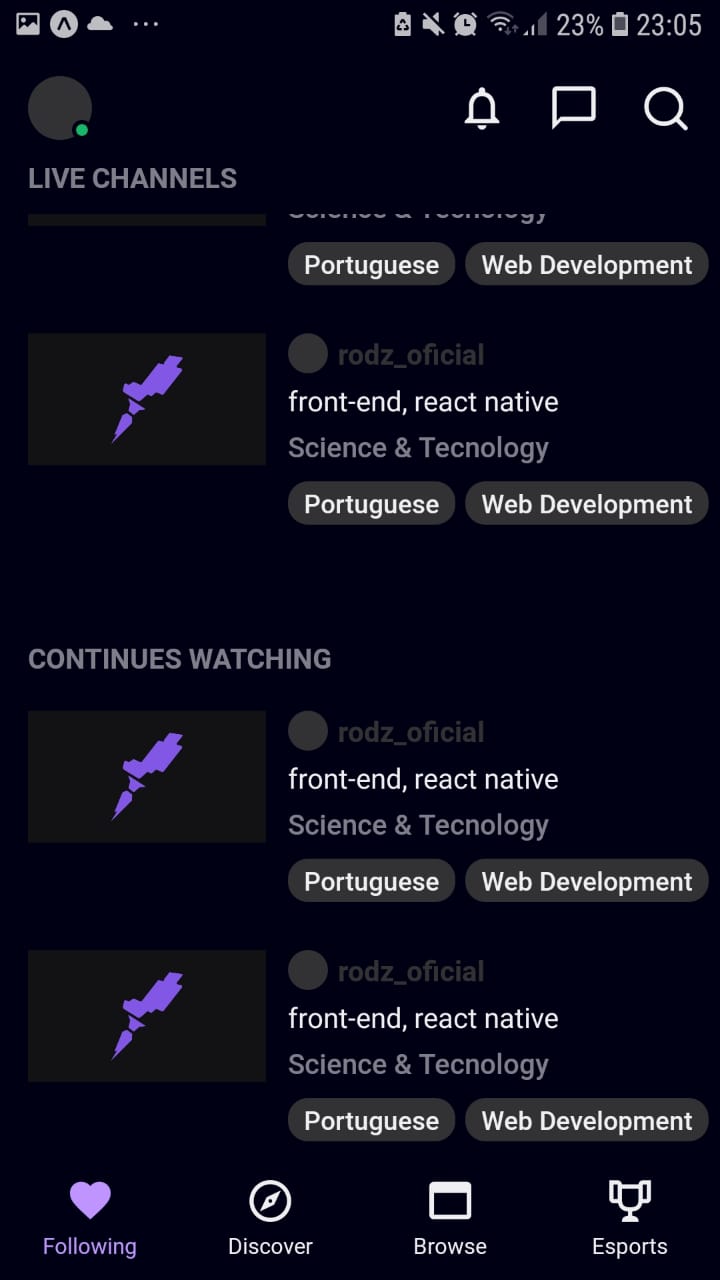 23% 23:05
LIVE CHANNELS
Science & Tecnology
Portuguese Web Development
rodz_oficial
front-end, react native
Science & Tecnology
Portuguese Web Development
CONTINUES WATCHING
rodz_oficial
front-end, react native
Science & Tecnology
Portuguese Web Development
rodz_oficial
front-end, react native
Science & Tecnology
Portuguese Web Development
Following Discover Browse Esports